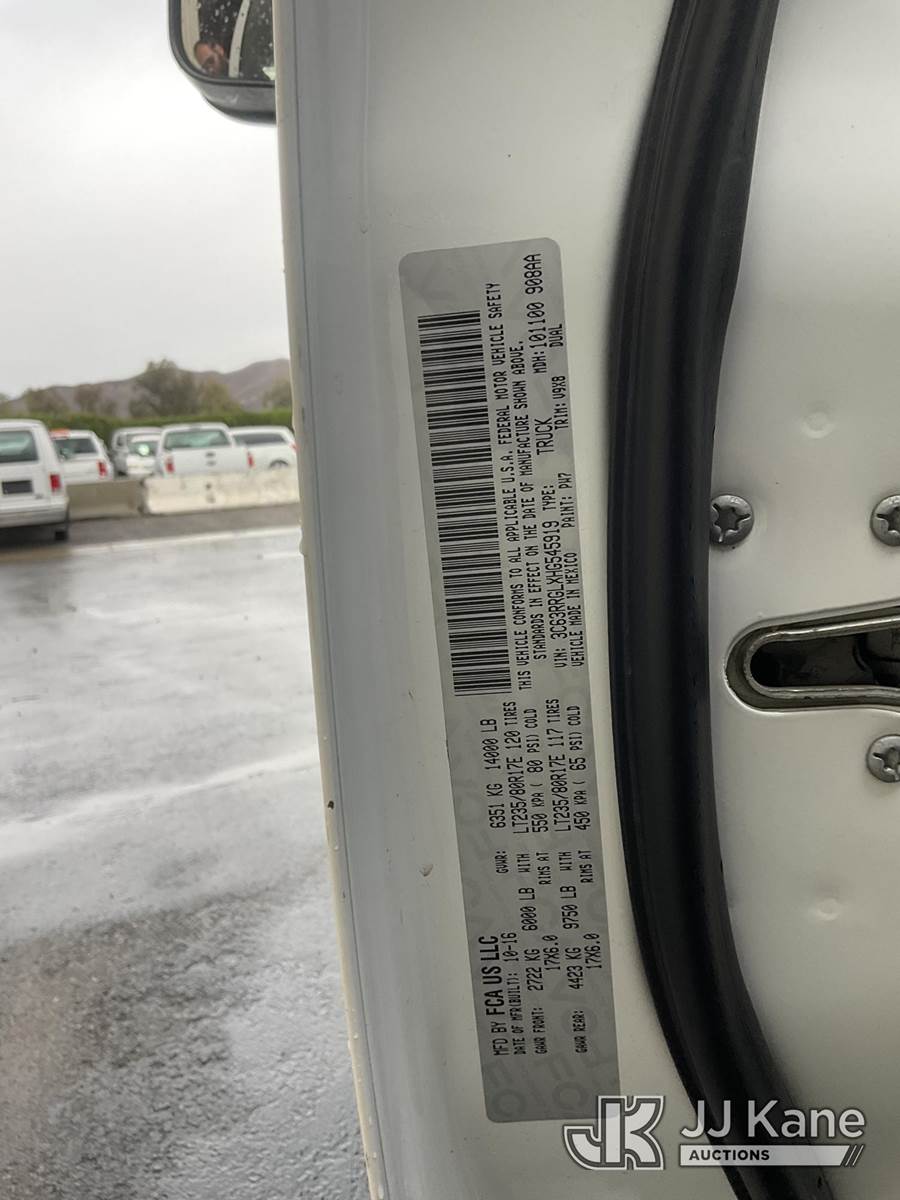 MFD BY FCA US LLC
DATE OF MFR(BUILT): 10-16 GVWR: 6351 KG 14000 LB
GAWR FRONT: 2722 KG 6000 LB WITH LT235/80R17E 120 TIRES
17X6.0 RIMS AT 550 KPA ( 80 PSI) COLD
GAWR REAR: 4423 KG 9750 LB WITH LT235/80R17E 117 TIRES
17X6.0 RIMS AT 450 KPA ( 65 PSI) COLD
THIS VEHICLE CONFORMS TO ALL APPLICABLE U.S.A. FEDERAL MOTOR VEHICLE SAFETY
STANDARDS IN EFFECT ON THE DATE OF MANUFACTURE SHOWN ABOVE.
VIN: 3C63RRGLXHG545919 TYPE: TRUCK MDH: 101100 908AA
VEHICLE MADE IN MEXICO PAINT: PW7 TRIM: V9X8 DUAL
JK JJ Kane
AUCTIONS